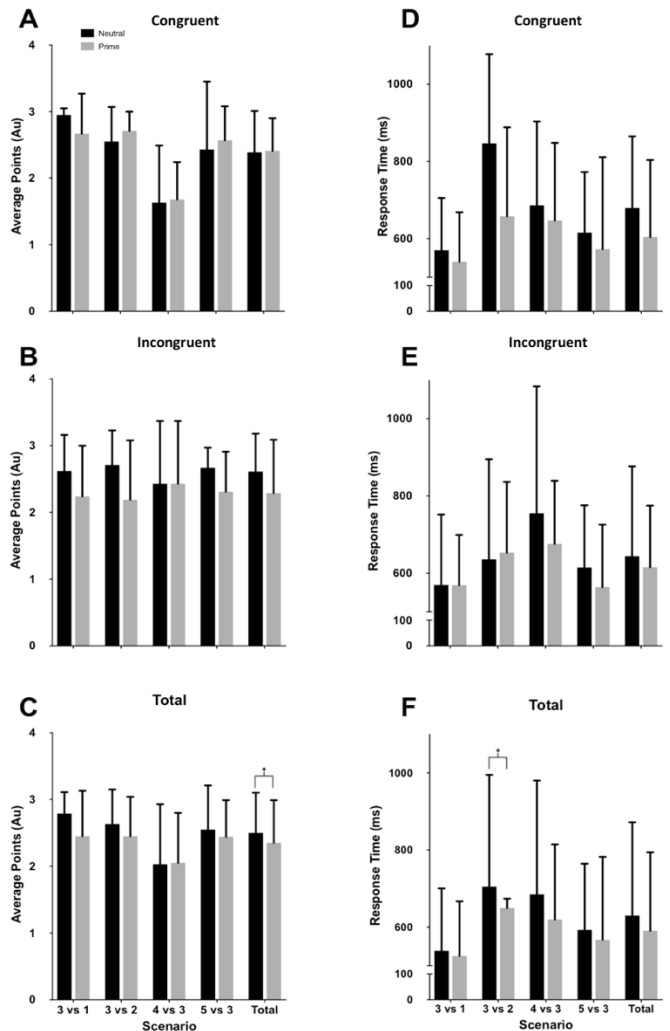 A
Congruent
Neutral
Prime
Average Points (Au)
4
3
2
1
0
B
Incongruent
Average Points (Au)
4
3
2
1
0
C
Total
Average Points (Au)
4
3
2
1
0
*
3 vs 1 3 vs 2 4 vs 3 5 vs 3 Total
Scenario
D
Congruent
Response Time (ms)
1000
800
600
100
0
E
Incongruent
Response Time (ms)
1000
800
600
100
0
F
Total
Response Time (ms)
1000
800
600
100
0
*
3 vs 1 3 vs 2 4 vs 3 5 vs 3 Total
Scenario